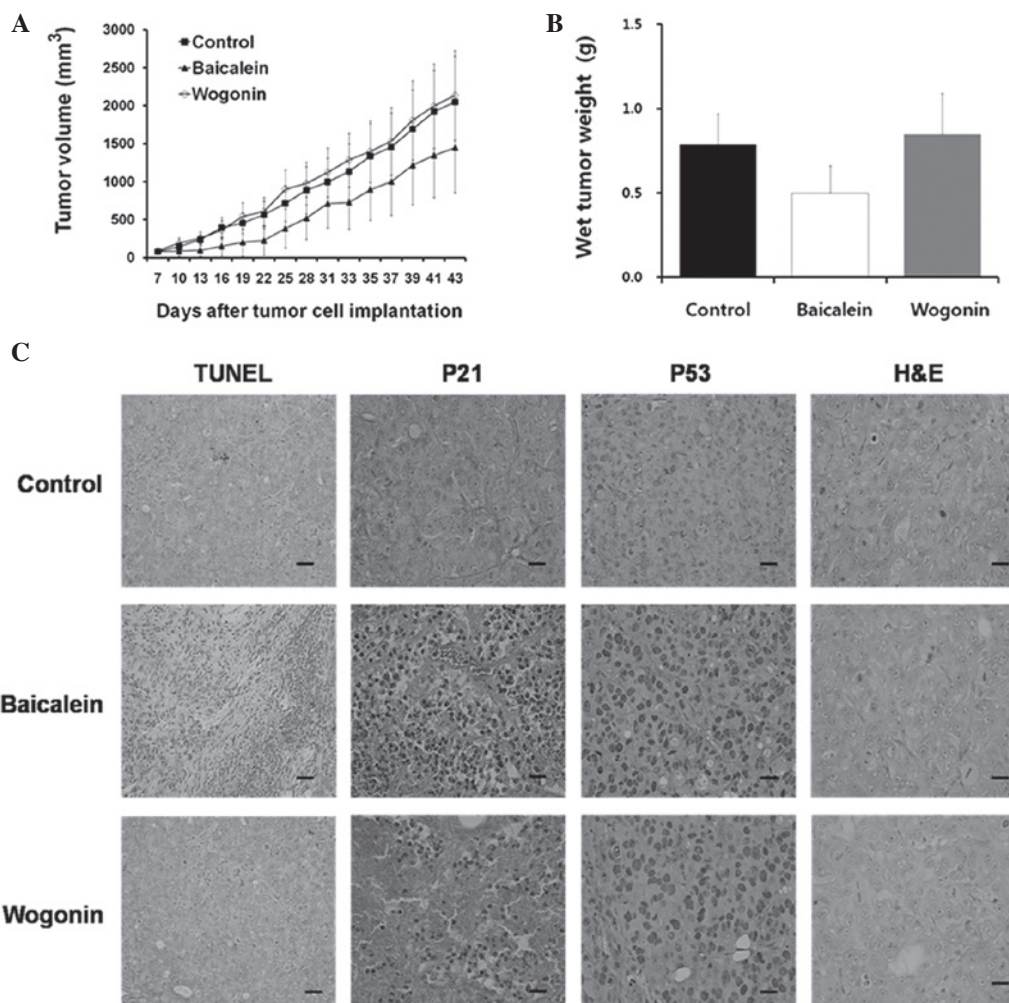 A
Tumor volume (mm³)
3000
2500
2000
1500
1000
500
0
Control
Baicalein
Wogonin
7 10 13 16 19 22 25 28 31 33 35 37 39 41 43
Days after tumor cell implantation
B
Wet tumor weight (g)
1.5
1.0
0.5
0.0
Control Baicalein Wogonin
C
TUNEL P21 P53 H&E
Control
Baicalein
Wogonin